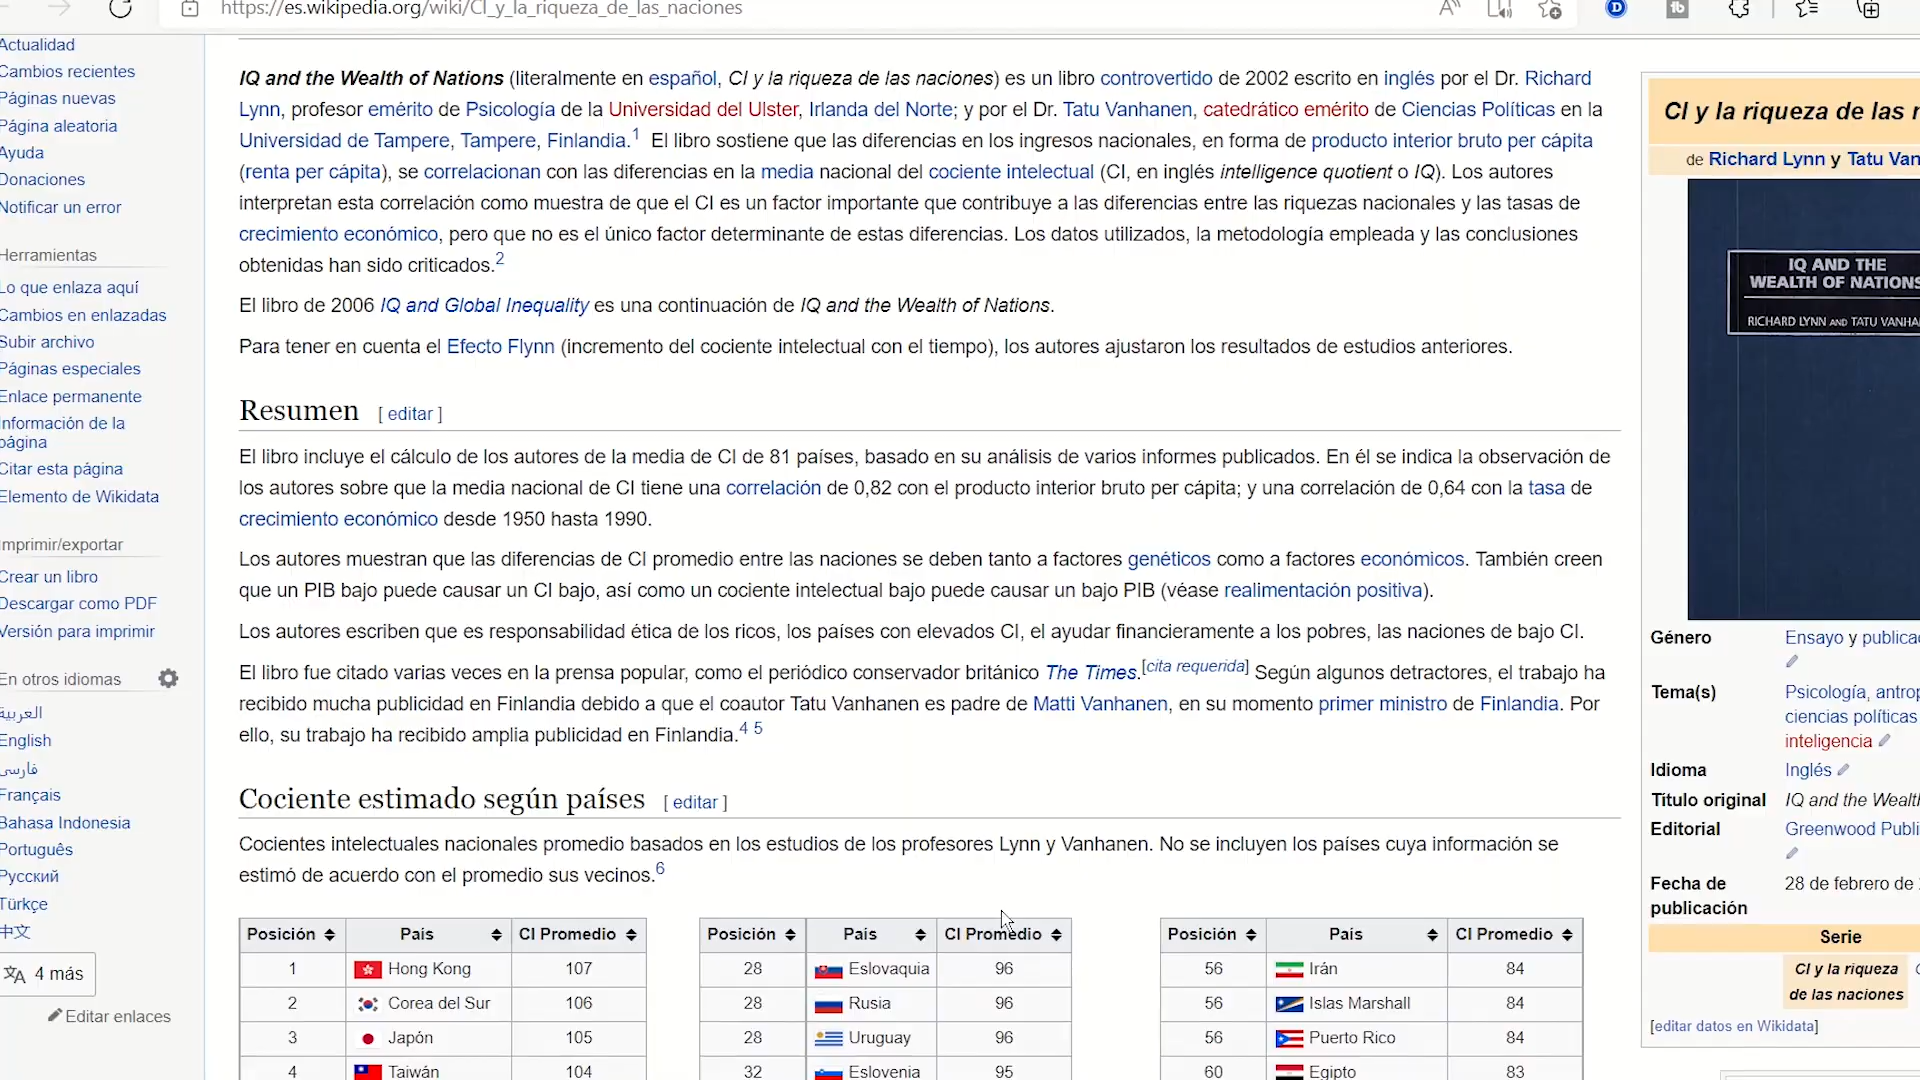 https://es.wikipedia.org/wiki/CI_y_la_riqueza_de_las_naciones
Actualidad
Cambios recientes
Páginas nuevas
Página aleatoria
Ayuda
Donaciones
Notificar un error
Herramientas
Lo que enlaza aquí
Cambios en enlazadas
Subir archivo
Páginas especiales
Enlace permanente
Información de la
página
Citar esta página
Elemento de Wikidata
Imprimir/exportar
Crear un libro
Descargar como PDF
Versión para imprimir
En otros idiomas
العربية
English
فارسی
Français
Bahasa Indonesia
Português
Русский
Türkçe
中文
4 más
Editar enlaces
IQ and the Wealth of Nations (literalmente en español, CI y la riqueza de las naciones) es un libro controvertido de 2002 escrito en inglés por el Dr. Richard
Lynn, profesor emérito de Psicología de la Universidad del Ulster, Irlanda del Norte; y por el Dr. Tatu Vanhanen, catedrático emérito de Ciencias Políticas en la
Universidad de Tampere, Tampere, Finlandia.1 El libro sostiene que las diferencias en los ingresos nacionales, en forma de producto interior bruto per cápita
(renta per cápita), se correlacionan con las diferencias en la media nacional del cociente intelectual (CI, en inglés intelligence quotient o IQ). Los autores
interpretan esta correlación como muestra de que el CI es un factor importante que contribuye a las diferencias entre las riquezas nacionales y las tasas de
crecimiento económico, pero que no es el único factor determinante de estas diferencias. Los datos utilizados, la metodología empleada y las conclusiones
obtenidas han sido criticados.2
El libro de 2006 IQ and Global Inequality es una continuación de IQ and the Wealth of Nations.
Para tener en cuenta el Efecto Flynn (incremento del cociente intelectual con el tiempo), los autores ajustaron los resultados de estudios anteriores.
Resumen [ editar ]
El libro incluye el cálculo de los autores de la media de CI de 81 países, basado en su análisis de varios informes publicados. En él se indica la observación de
los autores sobre que la media nacional de CI tiene una correlación de 0,82 con el producto interior bruto per cápita; y una correlación de 0,64 con la tasa de
crecimiento económico desde 1950 hasta 1990.
Los autores muestran que las diferencias de CI promedio entre las naciones se deben tanto a factores genéticos como a factores económicos. También creen
que un PIB bajo puede causar un CI bajo, así como un cociente intelectual bajo puede causar un bajo PIB (véase realimentación positiva).
Los autores escriben que es responsabilidad ética de los ricos, los países con elevados CI, el ayudar financieramente a los pobres, las naciones de bajo CI.
El libro fue citado varias veces en la prensa popular, como el periódico conservador británico The Times.[cita requerida] Según algunos detractores, el trabajo ha
recibido mucha publicidad en Finlandia debido a que el coautor Tatu Vanhanen es padre de Matti Vanhanen, en su momento primer ministro de Finlandia. Por
ello, su trabajo ha recibido amplia publicidad en Finlandia.4 5
Cociente estimado según países [ editar ]
Cocientes intelectuales nacionales promedio basados en los estudios de los profesores Lynn y Vanhanen. No se incluyen los países cuya información se
estimó de acuerdo con el promedio sus vecinos.6
Posición País CI Promedio
1 Hong Kong 107
2 Corea del Sur 106
3 Japón 105
4 Taiwán 104
Posición País CI Promedio
28 Eslovaquia 96
28 Rusia 96
28 Uruguay 96
32 Eslovenia 95
Posición País CI Promedio
56 Irán 84
56 Islas Marshall 84
56 Puerto Rico 84
60 Egipto 83
CI y la riqueza de las
de Richard Lynn y Tatu Van
IQ AND THE
WEALTH OF NATIONS
RICHARD LYNN AND TATU VANHA
Género Ensayo y publica
Tema(s) Psicología, antrop
ciencias políticas
inteligencia
Idioma Inglés
Título original IQ and the Wealth
Editorial Greenwood Publi
Fecha de 28 de febrero de
publicación
Serie
CI y la riqueza
de las naciones
[editar datos en Wikidata]